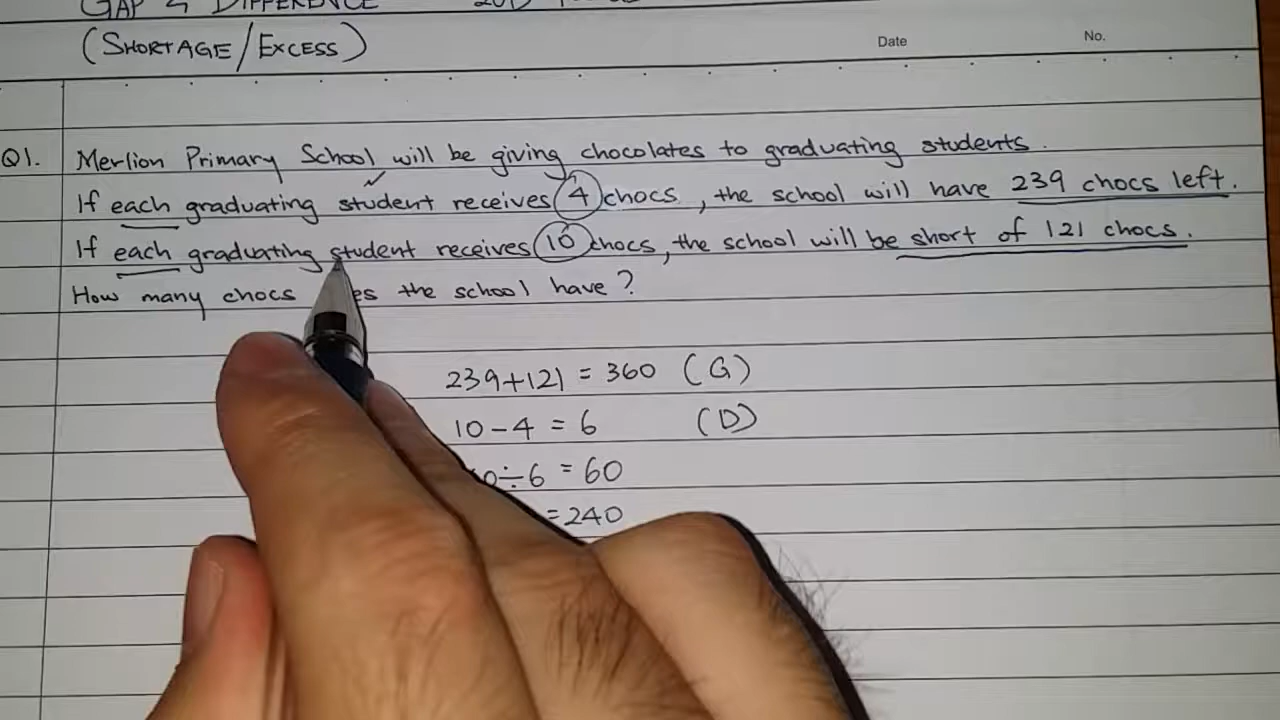 GAP & DIFFERENCE
(SHORTAGE/EXCESS)
Date No.
Q1. Merlion Primary School will be giving chocolates to graduating students.
If each graduating student receives 4 chocs, the school will have 239 chocs left.
If each graduating student receives 10 chocs, the school will be short of 121 chocs.
How many chocs the school have?
239+121 = 360 (G)
10-4 = 6 (D)
÷6 = 60
=240